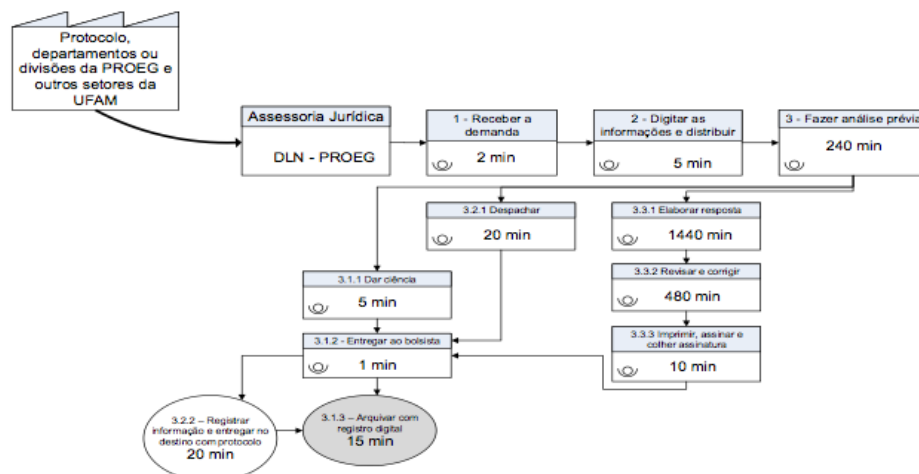 Protocolo,
departamentos ou
divisões da PROEG e
outros setores da
UFAM
Assessoria Jurídica
DLN - PROEG
1 - Receber a
demanda
2 min
2 - Digitar as
informações e distribuir
5 min
3 - Fazer análise prévia
240 min
3.2.1 Despachar
20 min
3.3.1 Elaborar resposta
1440 min
3.1.1 Dar ciência
5 min
3.3.2 Revisar e corrigir
480 min
3.1.2 - Entregar ao bolsista
1 min
3.3.3 Imprimir, assinar e
colher assinatura
10 min
3.2.2 – Registrar
informação e entregar no
destino com protocolo
20 min
3.1.3 – Arquivar com
registro digital
15 min